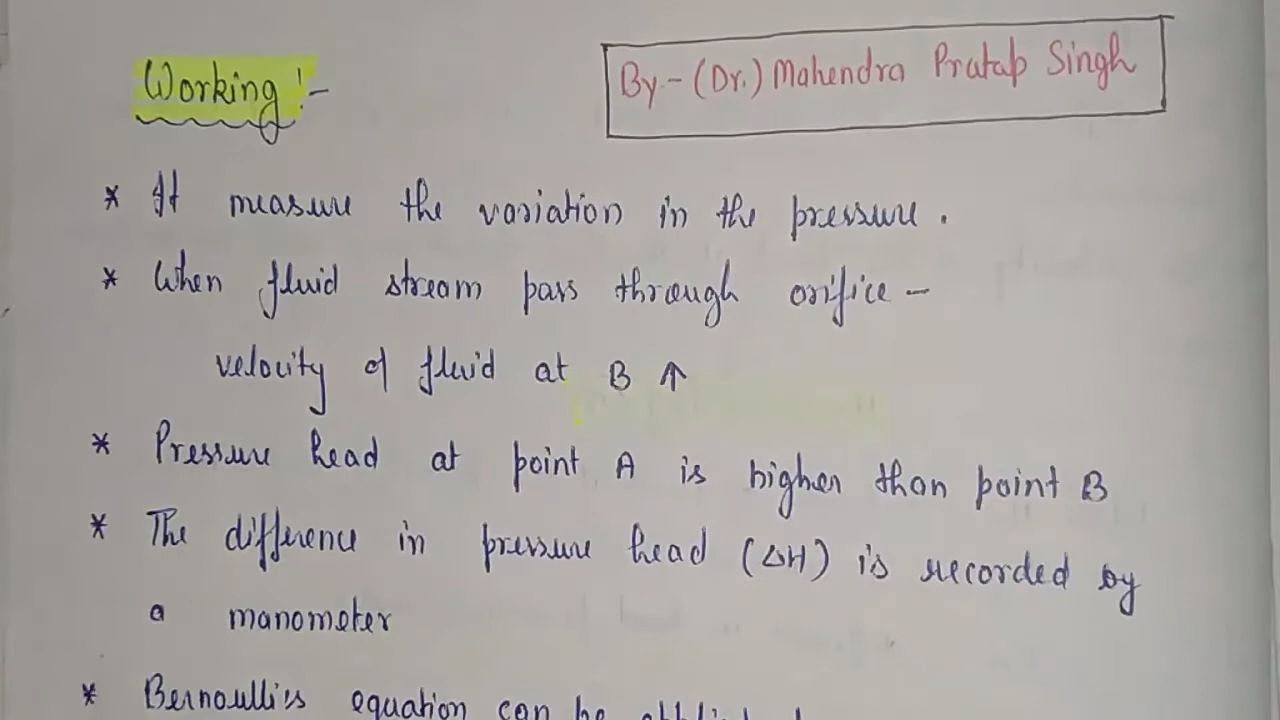 Working :-
By - (Dr.) Mahendra Pratap Singh
* It measure the variation in the pressure.
* When fluid stream pass through orifice -
velocity of fluid at B ↑
* Pressure head at point A is higher than point B
* The difference in pressure head (ΔH) is recorded by
a manometer
* Bernoullis equation can be